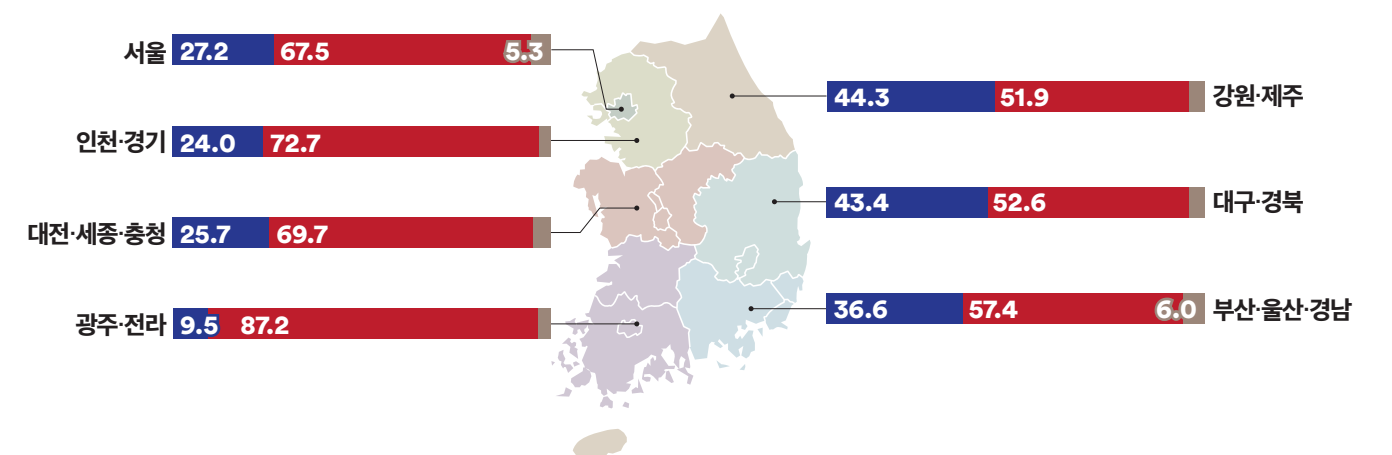 서울 27.2 67.5 5.3
인천·경기 24.0 72.7
대전·세종·충청 25.7 69.7
광주·전라 9.5 87.2
44.3 51.9 강원·제주
43.4 52.6 대구·경북
36.6 57.4 6.0 부산·울산·경남